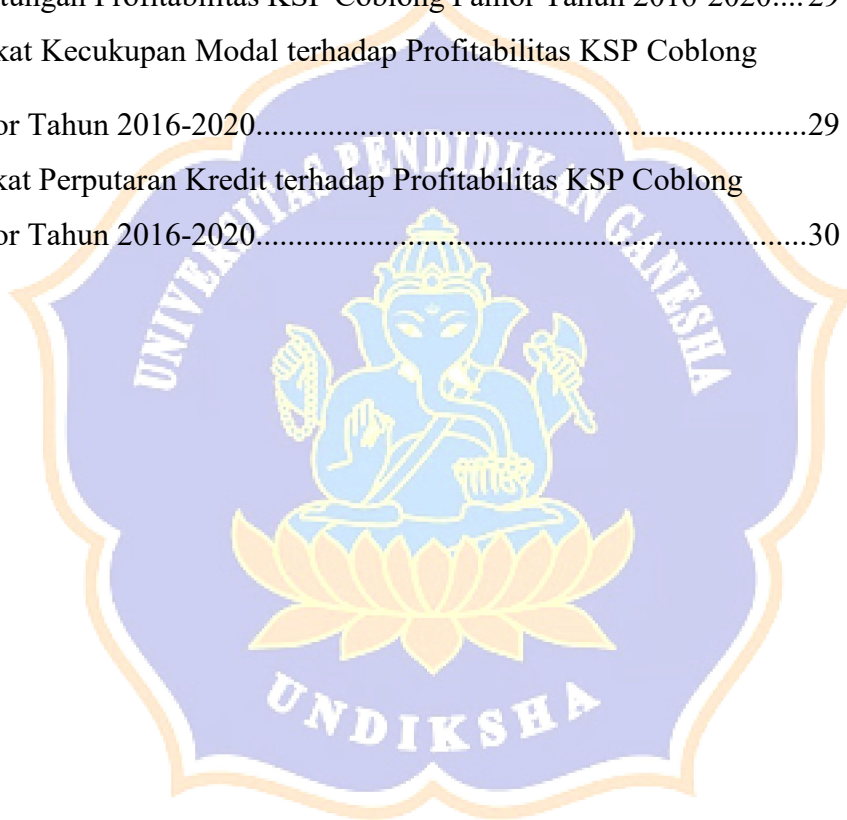 tungan Profitabilitas KSP Coblong Pamor Tahun 2016-2020....29
kat Kecukupan Modal terhadap Profitabilitas KSP Coblong
or Tahun 2016-2020.....................................................................29
kat Perputaran Kredit terhadap Profitabilitas KSP Coblong
or Tahun 2016-2020.....................................................................30
UNIVERSITAS PENDIDIKAN GANESHA
UNDIKSHA